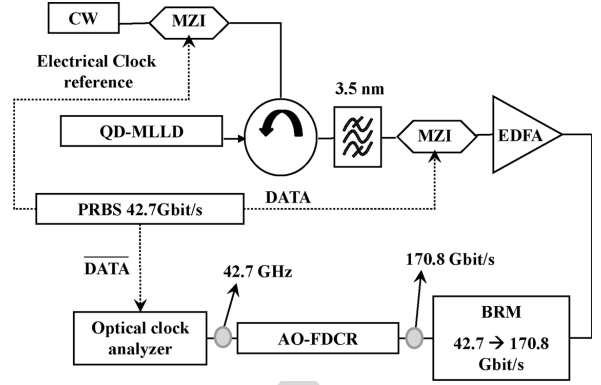 CW
MZI
Electrical Clock
reference
3.5 nm
QD-MLLD
MZI
EDFA
DATA
PRBS 42.7Gbit/s
DATA
42.7 GHz
170.8 Gbit/s
Optical clock
analyzer
AO-FDCR
BRM
42.7 → 170.8
Gbit/s